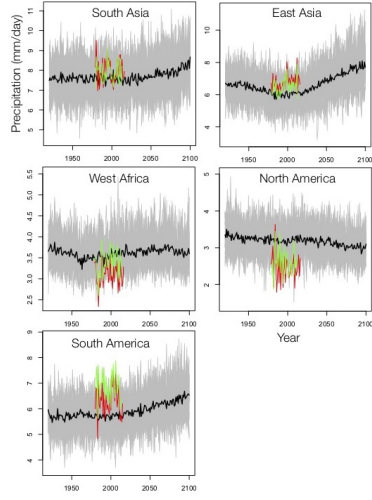 South Asia
East Asia
Precipitation (mm/day)
11
10
9
8
7
6
5
10
8
6
4
1950 2000 2050 2100
1950 2000 2050 2100
West Africa
North America
5.5
5.0
4.5
4.0
3.5
3.0
2.5
5
4
3
2
1950 2000 2050 2100
1950 2000 2050 2100
Year
South America
9
8
7
6
5
4
1950 2000 2050 2100